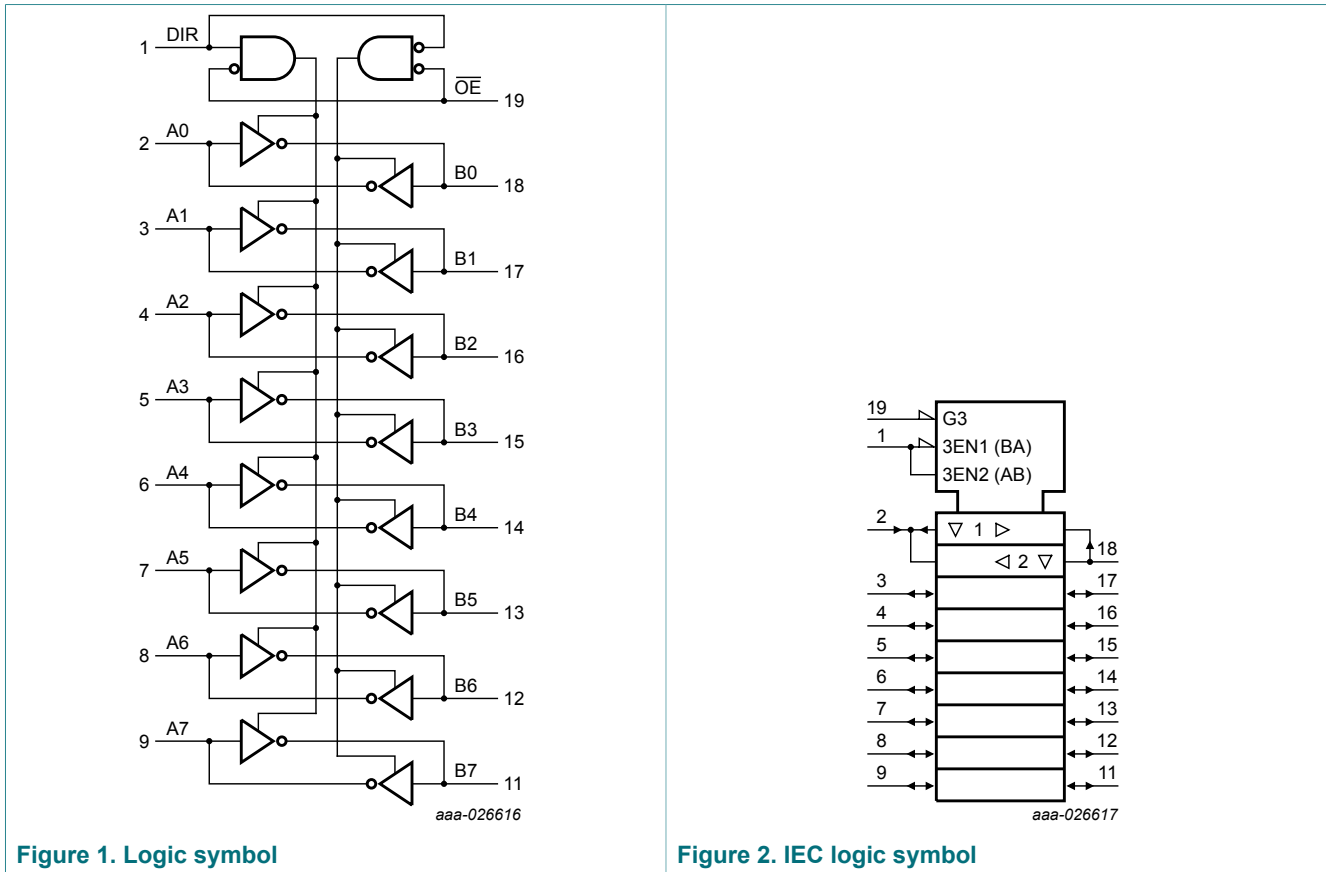 1 DIR
O̅E̅
19
2 A0
B0
18
3 A1
B1
17
4 A2
B2
16
5 A3
B3
15
6 A4
B4
14
7 A5
B5
13
8 A6
B6
12
9 A7
B7
11
aaa-026616
Figure 1. Logic symbol
19
G3
1
3EN1 (BA)
3EN2 (AB)
2
▽ 1 ▷
18
◁ 2 ▽
3 17
4 16
5 15
6 14
7 13
8 12
9 11
aaa-026617
Figure 2. IEC logic symbol